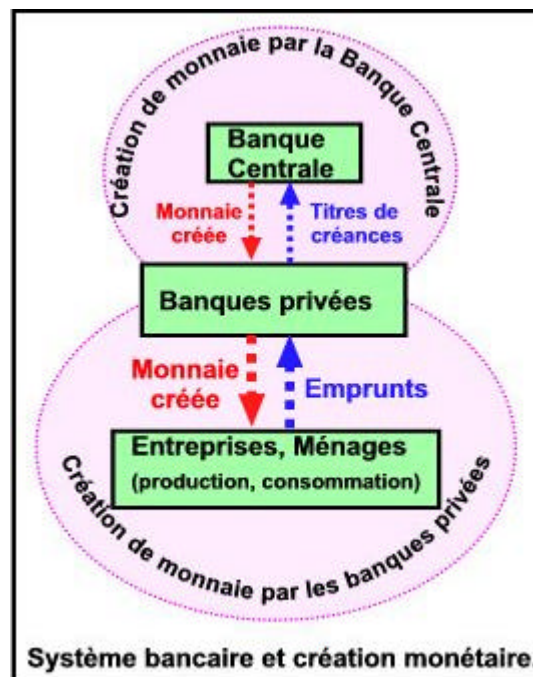 Création de monnaie par la Banque Centrale
Banque
Centrale
Monnaie
créée
Titres de
créances
Banques privées
Monnaie
créée
Emprunts
Entreprises, Ménages
(production, consommation)
Création de monnaie par les banques privées
Système bancaire et création monétaire.